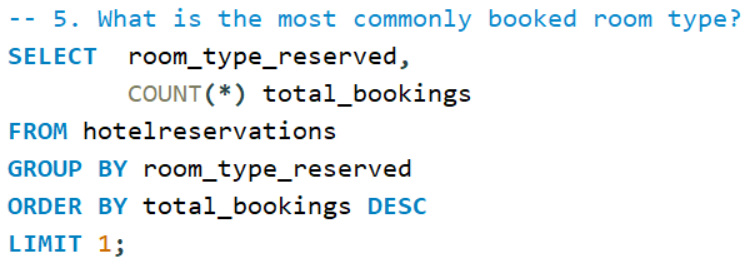 -- 5. What is the most commonly booked room type?
SELECT  room_type_reserved,
        COUNT(*) total_bookings
FROM hotelreservations
GROUP BY room_type_reserved
ORDER BY total_bookings DESC
LIMIT 1;